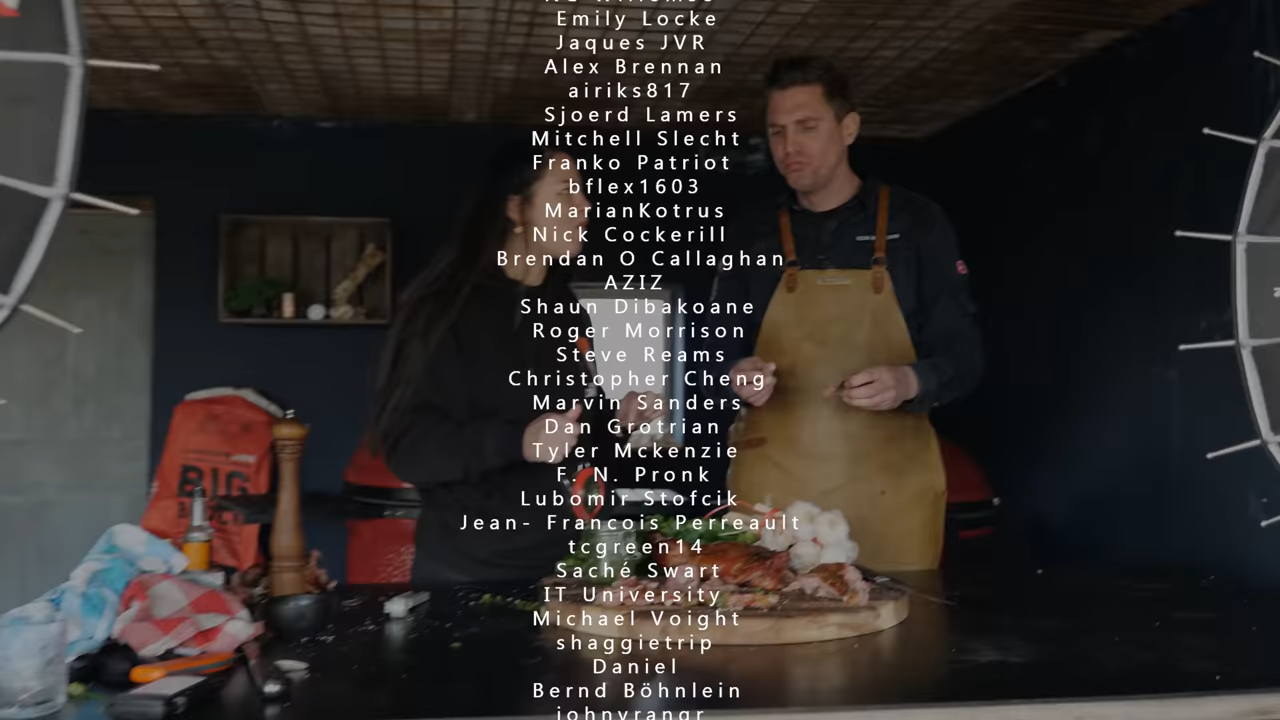 Emily Locke
Jaques JVR
Alex Brennan
airiks817
Sjoerd Lamers
Mitchell Slecht
Franko Patriot
bflex1603
MarianKotrus
Nick Cockerill
Brendan O Callaghan
AZIZ
Shaun Dibakoane
Roger Morrison
Steve Reams
Christopher Cheng
Marvin Sanders
Dan Grotrian
Tyler Mckenzie
F. N. Pronk
Lubomir Stofcik
Jean- Francois Perreault
tcgreen14
Saché Swart
IT University
Michael Voight
shaggietrip
Daniel
Bernd Böhnlein
johnyrangr
BIG